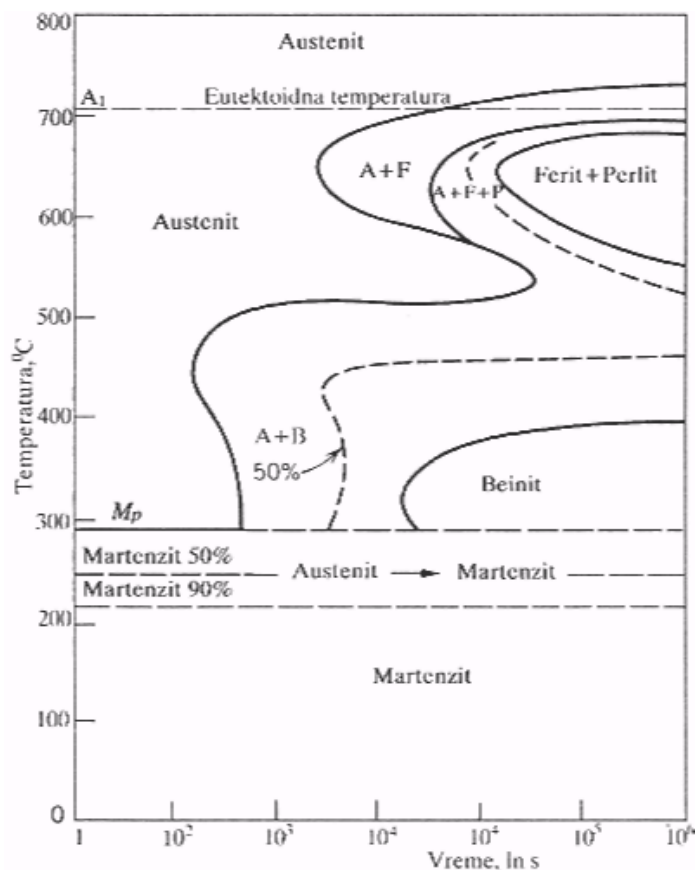 800
Austenit
A1
Eutektoidna temperatura
700
A+F
A+F+P
Ferit+Perlit
600
Austenit
500
Temperatura,⁰C
400
A+B
50%
Beinit
Mp
300
Martenzit 50%
Austenit
Martenzit
Martenzit 90%
200
Martenzit
100
0
1
10²
10³
10⁴
10⁴
10⁵
10⁶
Vreme, ln s